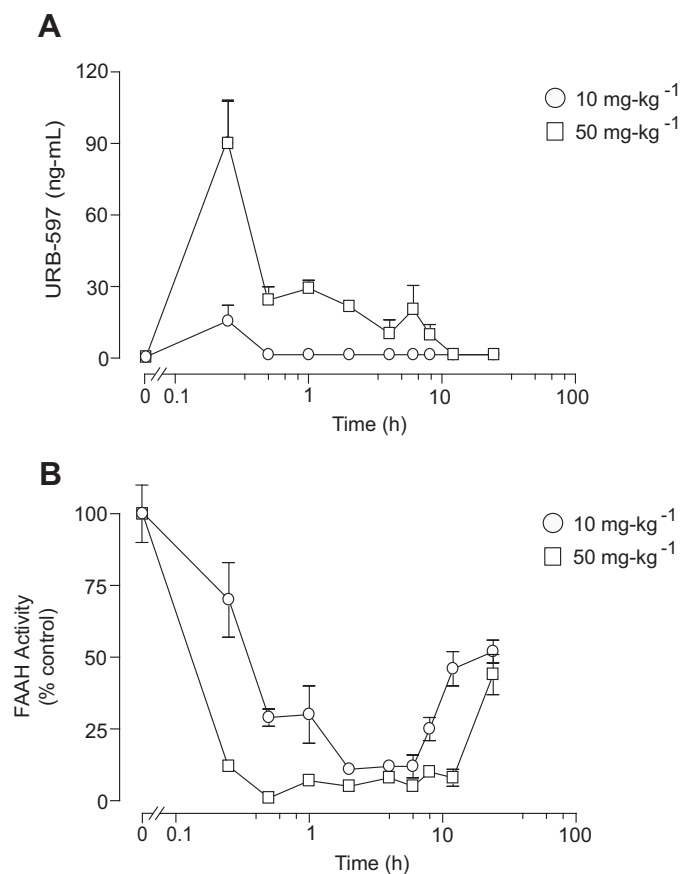 A
120
90
60
30
0
URB-597 (ng-mL)
10 mg-kg⁻¹
50 mg-kg⁻¹
0 0.1 1 10 100
Time (h)
B
100
75
50
25
0
FAAH Activity
(% control)
10 mg-kg⁻¹
50 mg-kg⁻¹
0 0.1 1 10 100
Time (h)